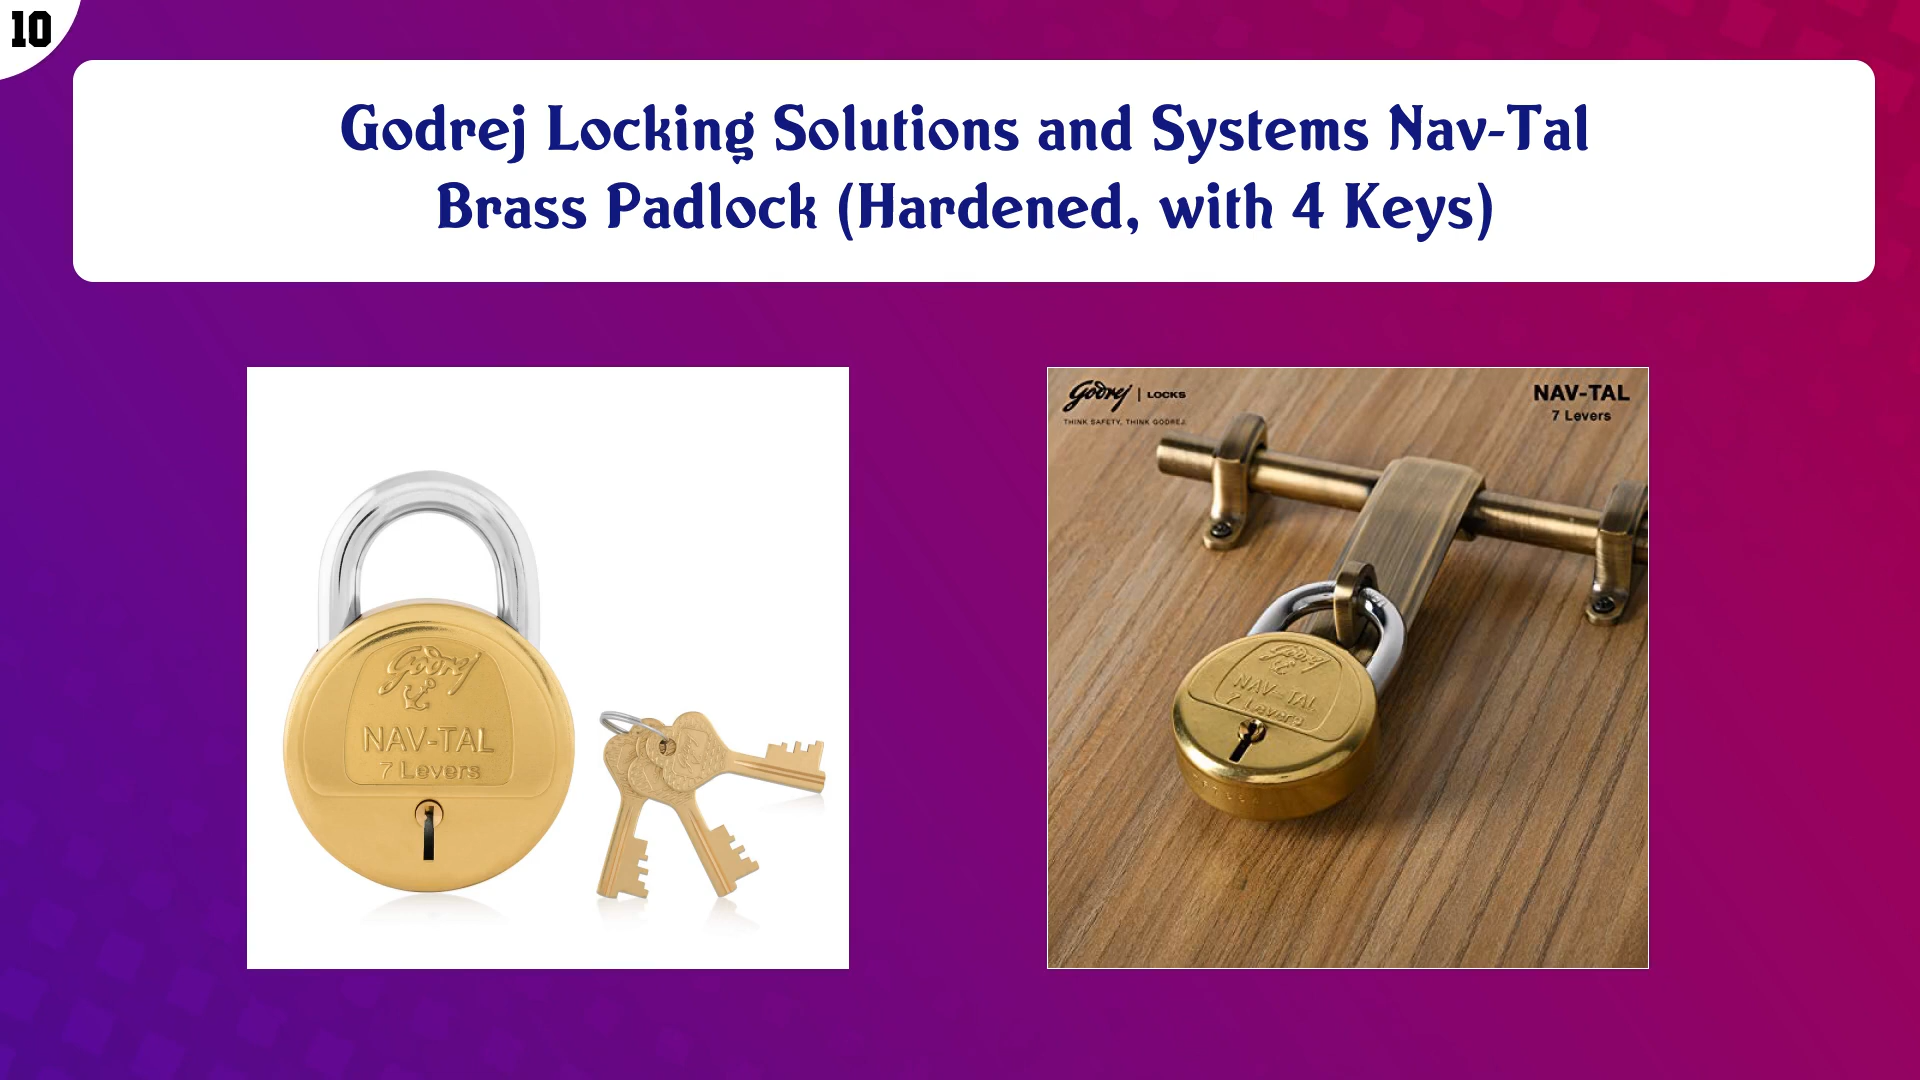 10
Godrej Locking Solutions and Systems Nav-Tal
Brass Padlock (Hardened, with 4 Keys)
Godrej
NAV-TAL
7 Levers
Godrej | LOCKS
THINK SAFETY, THINK GODREJ.
NAV-TAL
7 Levers
Godrej
NAV-TAL
7 Levers